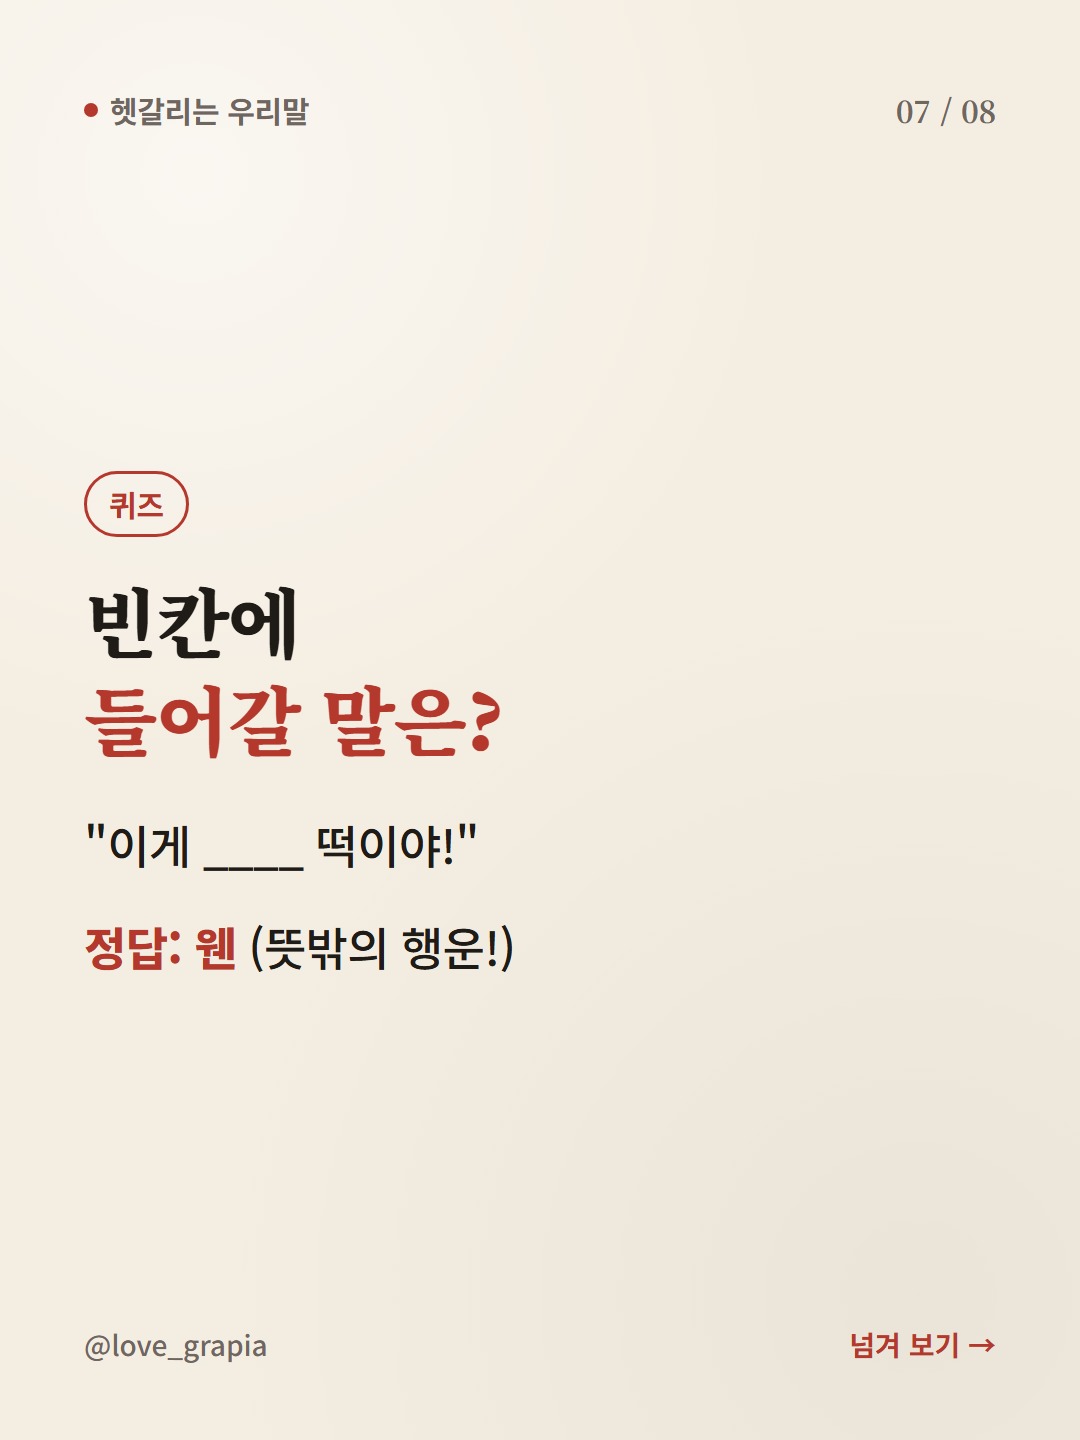 헷갈리는 우리말
07 / 08
퀴즈
빈칸에
들어갈 말은?
"이게 ____ 떡이야!"
정답: 웬 (뜻밖의 행운!)
@love_grapia
넘겨 보기 →